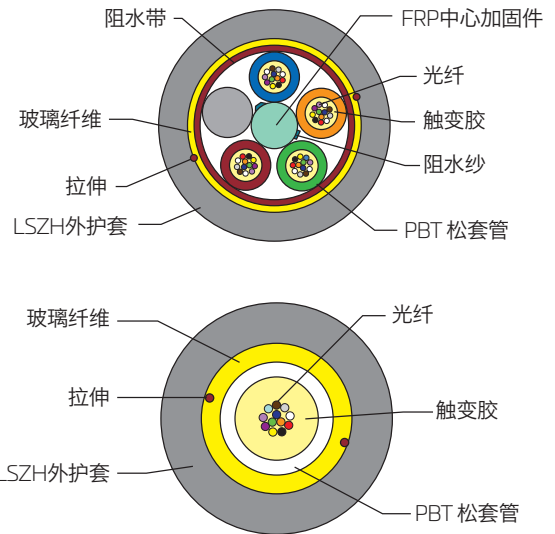 阻水带
FRP中心加固件
光纤
玻璃纤维
触变胶
拉伸
阻水纱
LSZH外护套
PBT 松套管
玻璃纤维
光纤
拉伸
触变胶
LSZH外护套
PBT 松套管